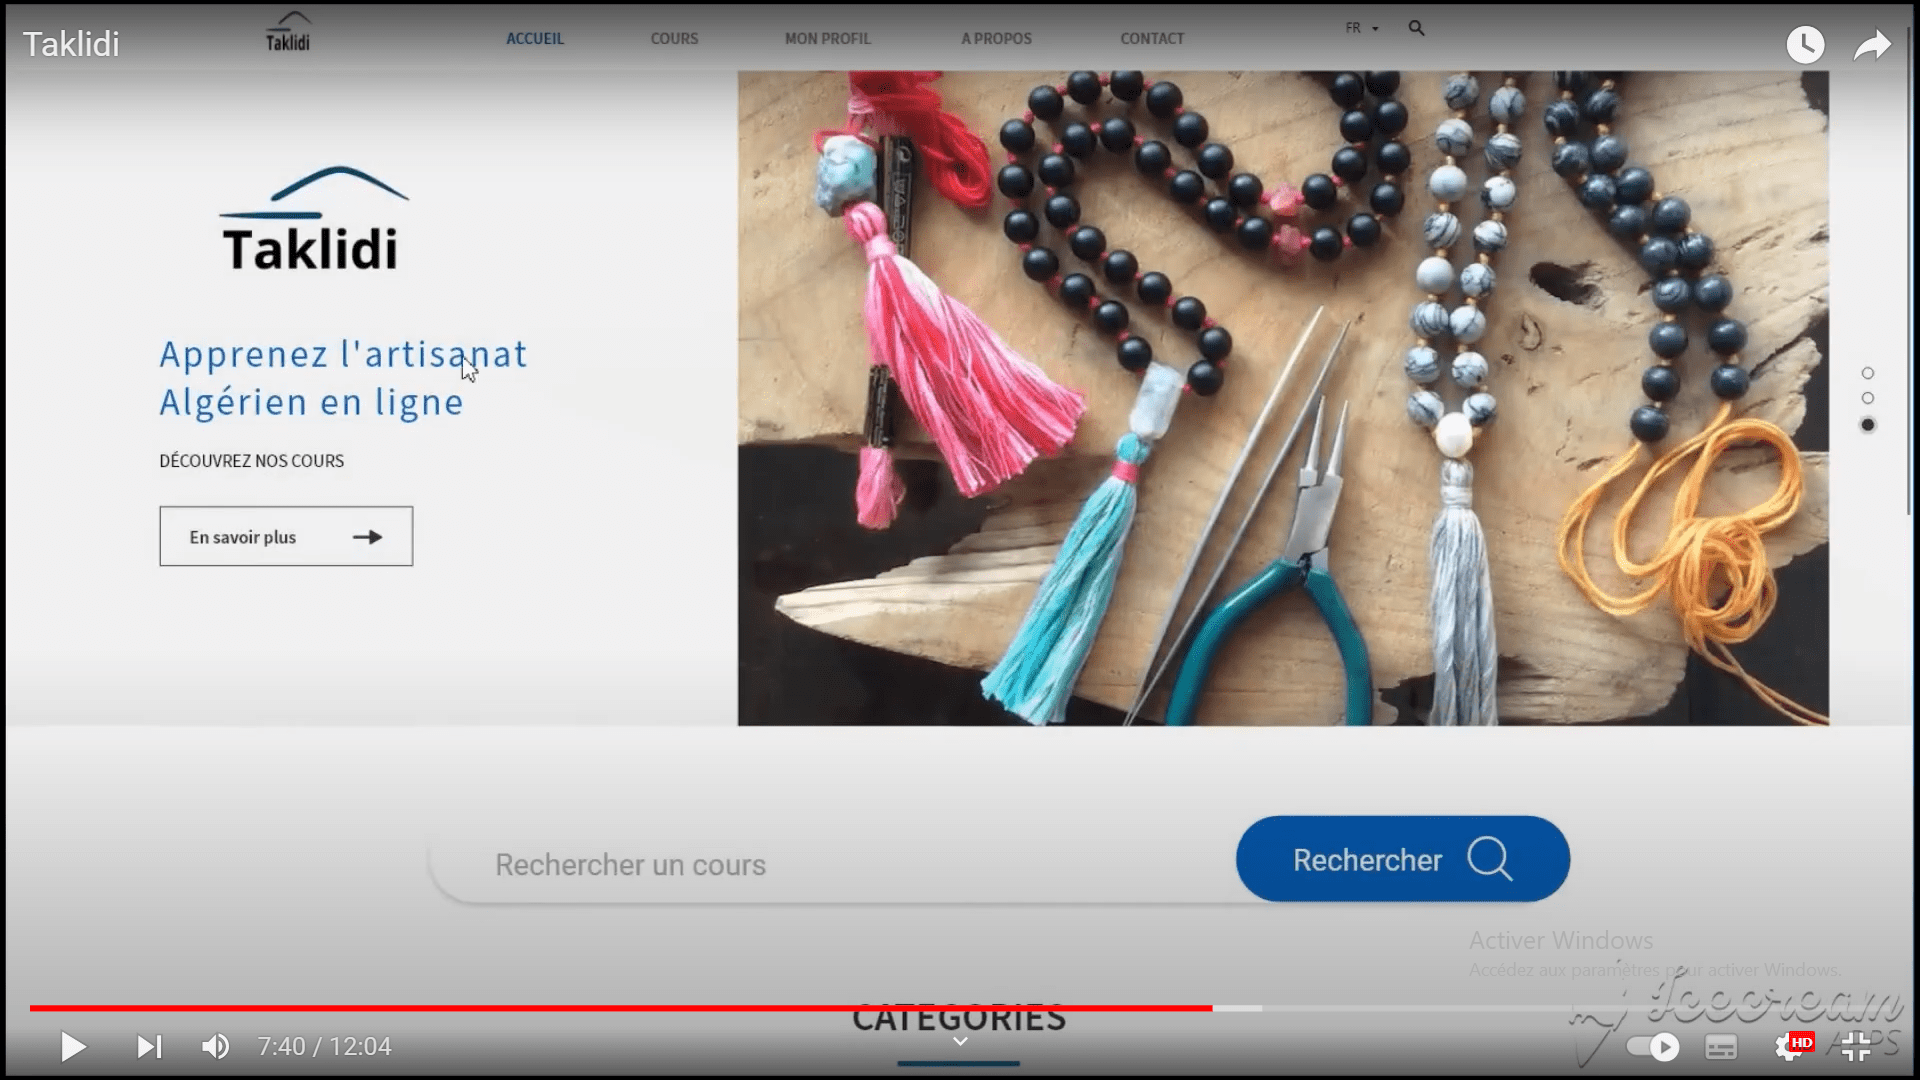 Taklidi
Taklidi
ACCUEIL
COURS
MON PROFIL
A PROPOS
CONTACT
FR
Taklidi
Apprenez l'artisanat
Algérien en ligne
DÉCOUVREZ NOS COURS
En savoir plus
Rechercher un cours
Rechercher
Activer Windows
Accédez aux paramètres pour activer Windows.
CATEGORIES
Icecream
APPS
7:40 / 12:04
HD